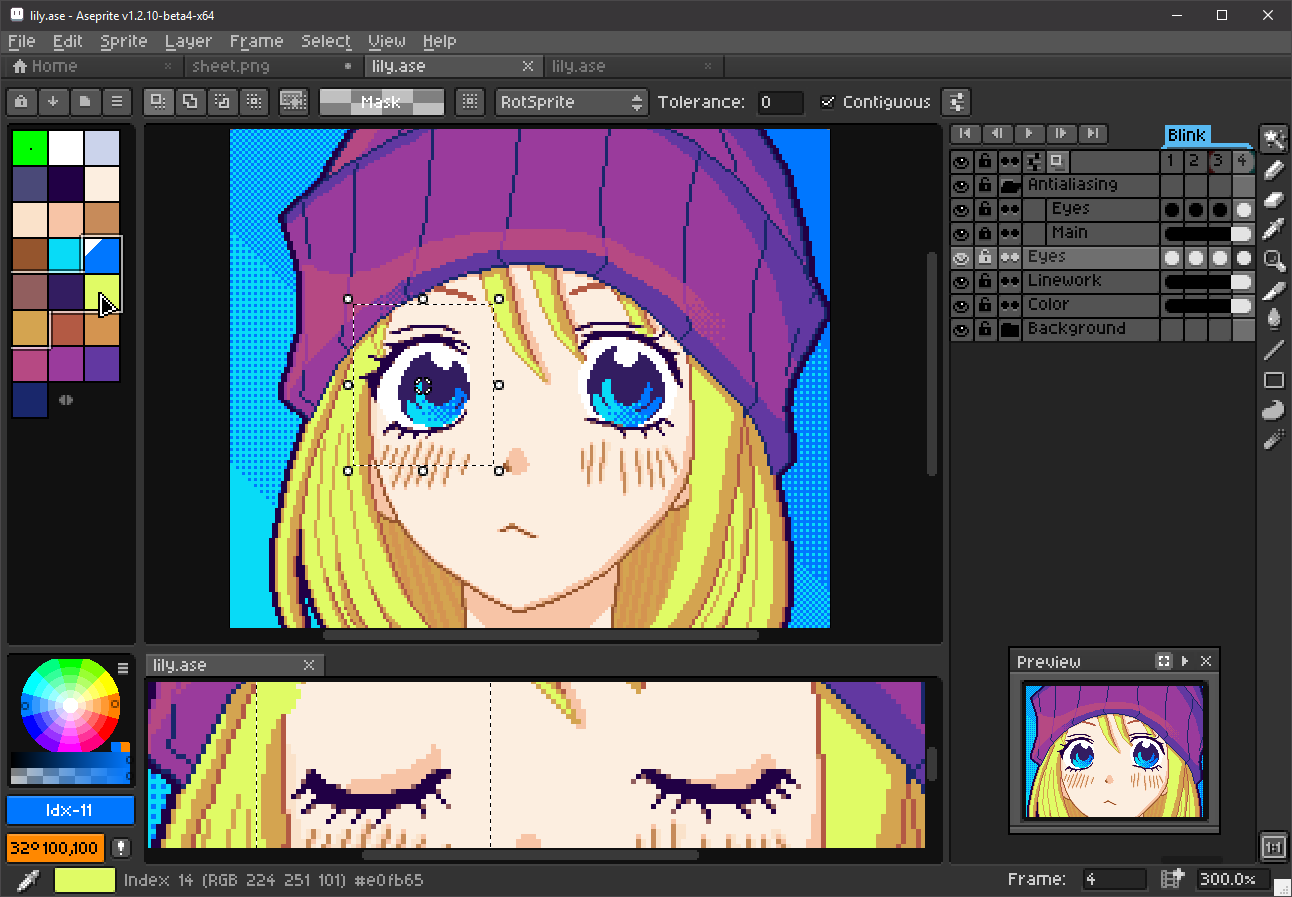 lily.ase - Aseprite v1.2.10-beta4-x64
File Edit Sprite Layer Frame Select View Help
Home sheet.png lily.ase lily.ase
Mask RotSprite Tolerance: 0 Contiguous
Blink
1 2 3 4
Antialiasing
Eyes
Main
Eyes
Linework
Color
Background
lily.ase
Preview
Idx-11
32º100,100
1:1
Index 14 (RGB 224 251 101) #e0fb65 Frame: 4 300.0%